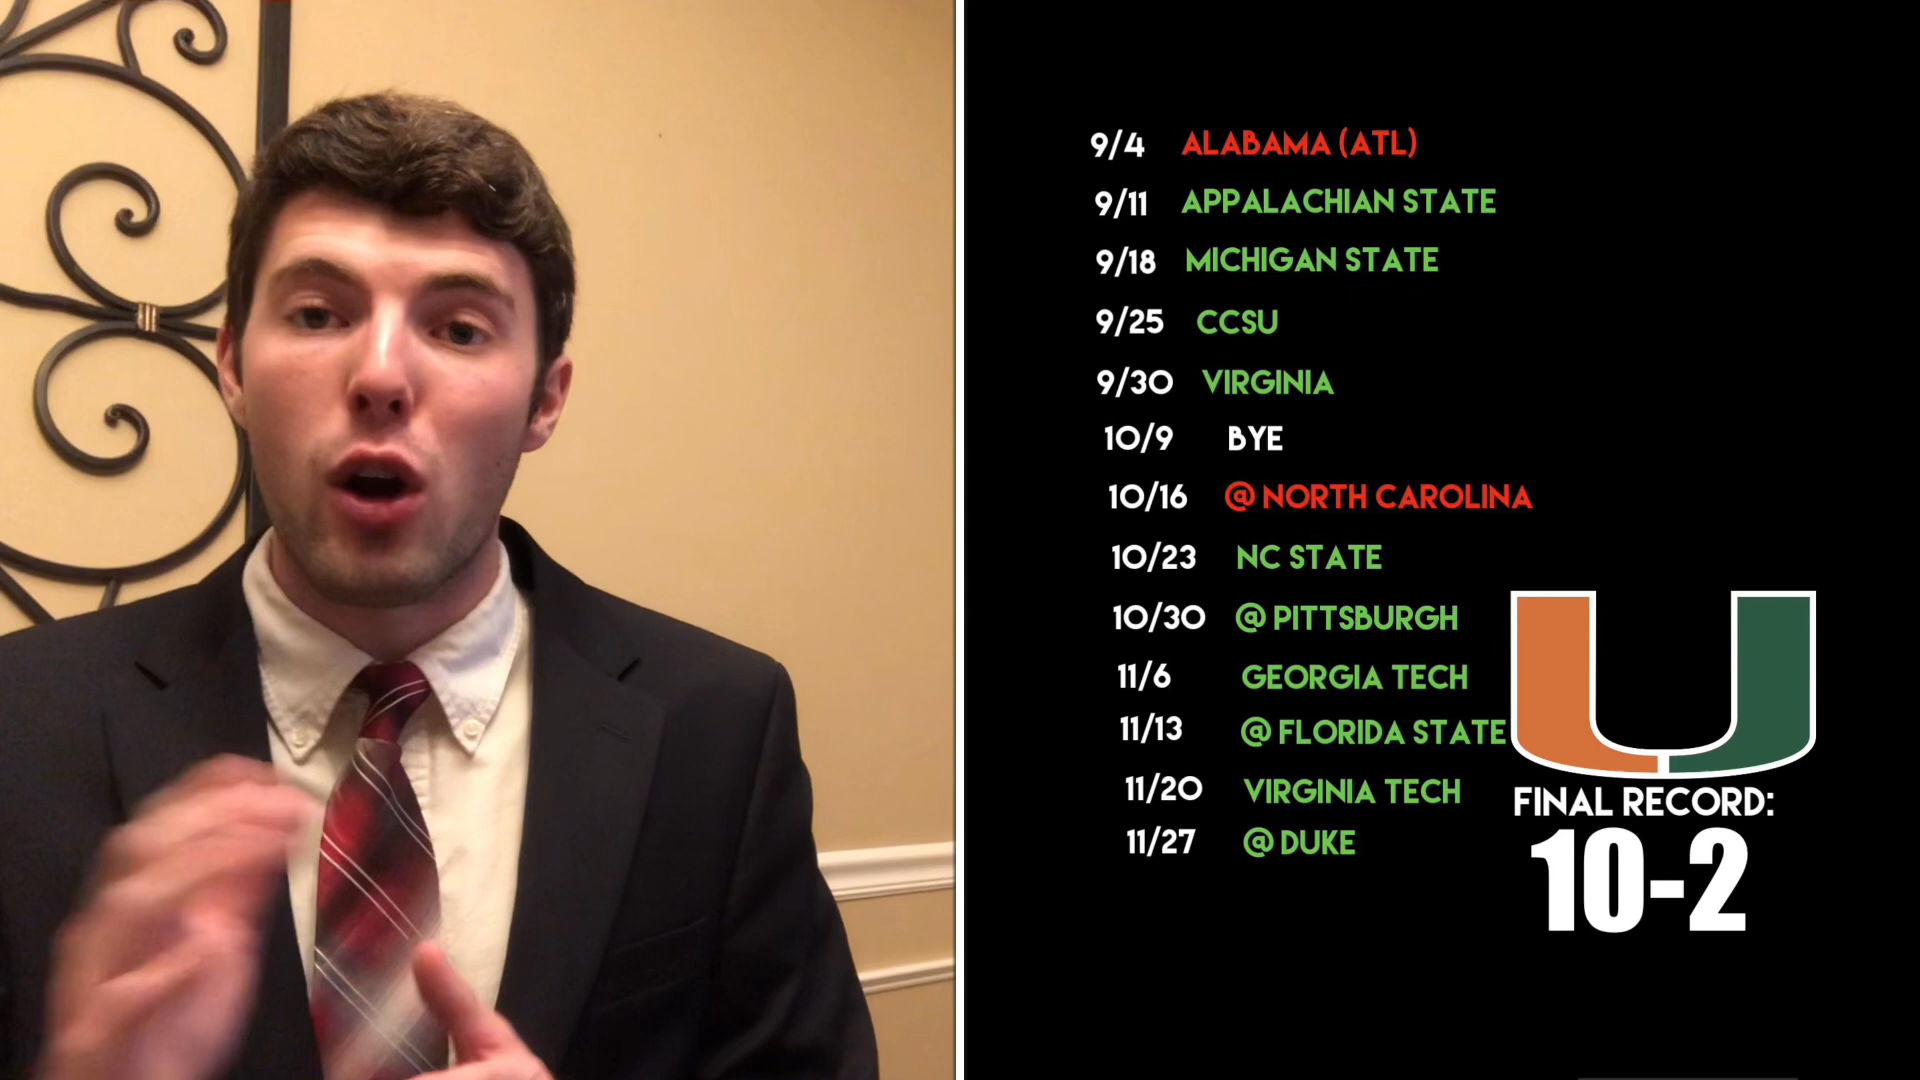 9/4 ALABAMA (ATL)
9/11 APPALACHIAN STATE
9/18 MICHIGAN STATE
9/25 CCSU
9/30 VIRGINIA
10/9 BYE
10/16 @ NORTH CAROLINA
10/23 NC STATE
10/30 @ PITTSBURGH
11/6 GEORGIA TECH
11/13 @ FLORIDA STATE
11/20 VIRGINIA TECH
11/27 @ DUKE
FINAL RECORD:
10-2